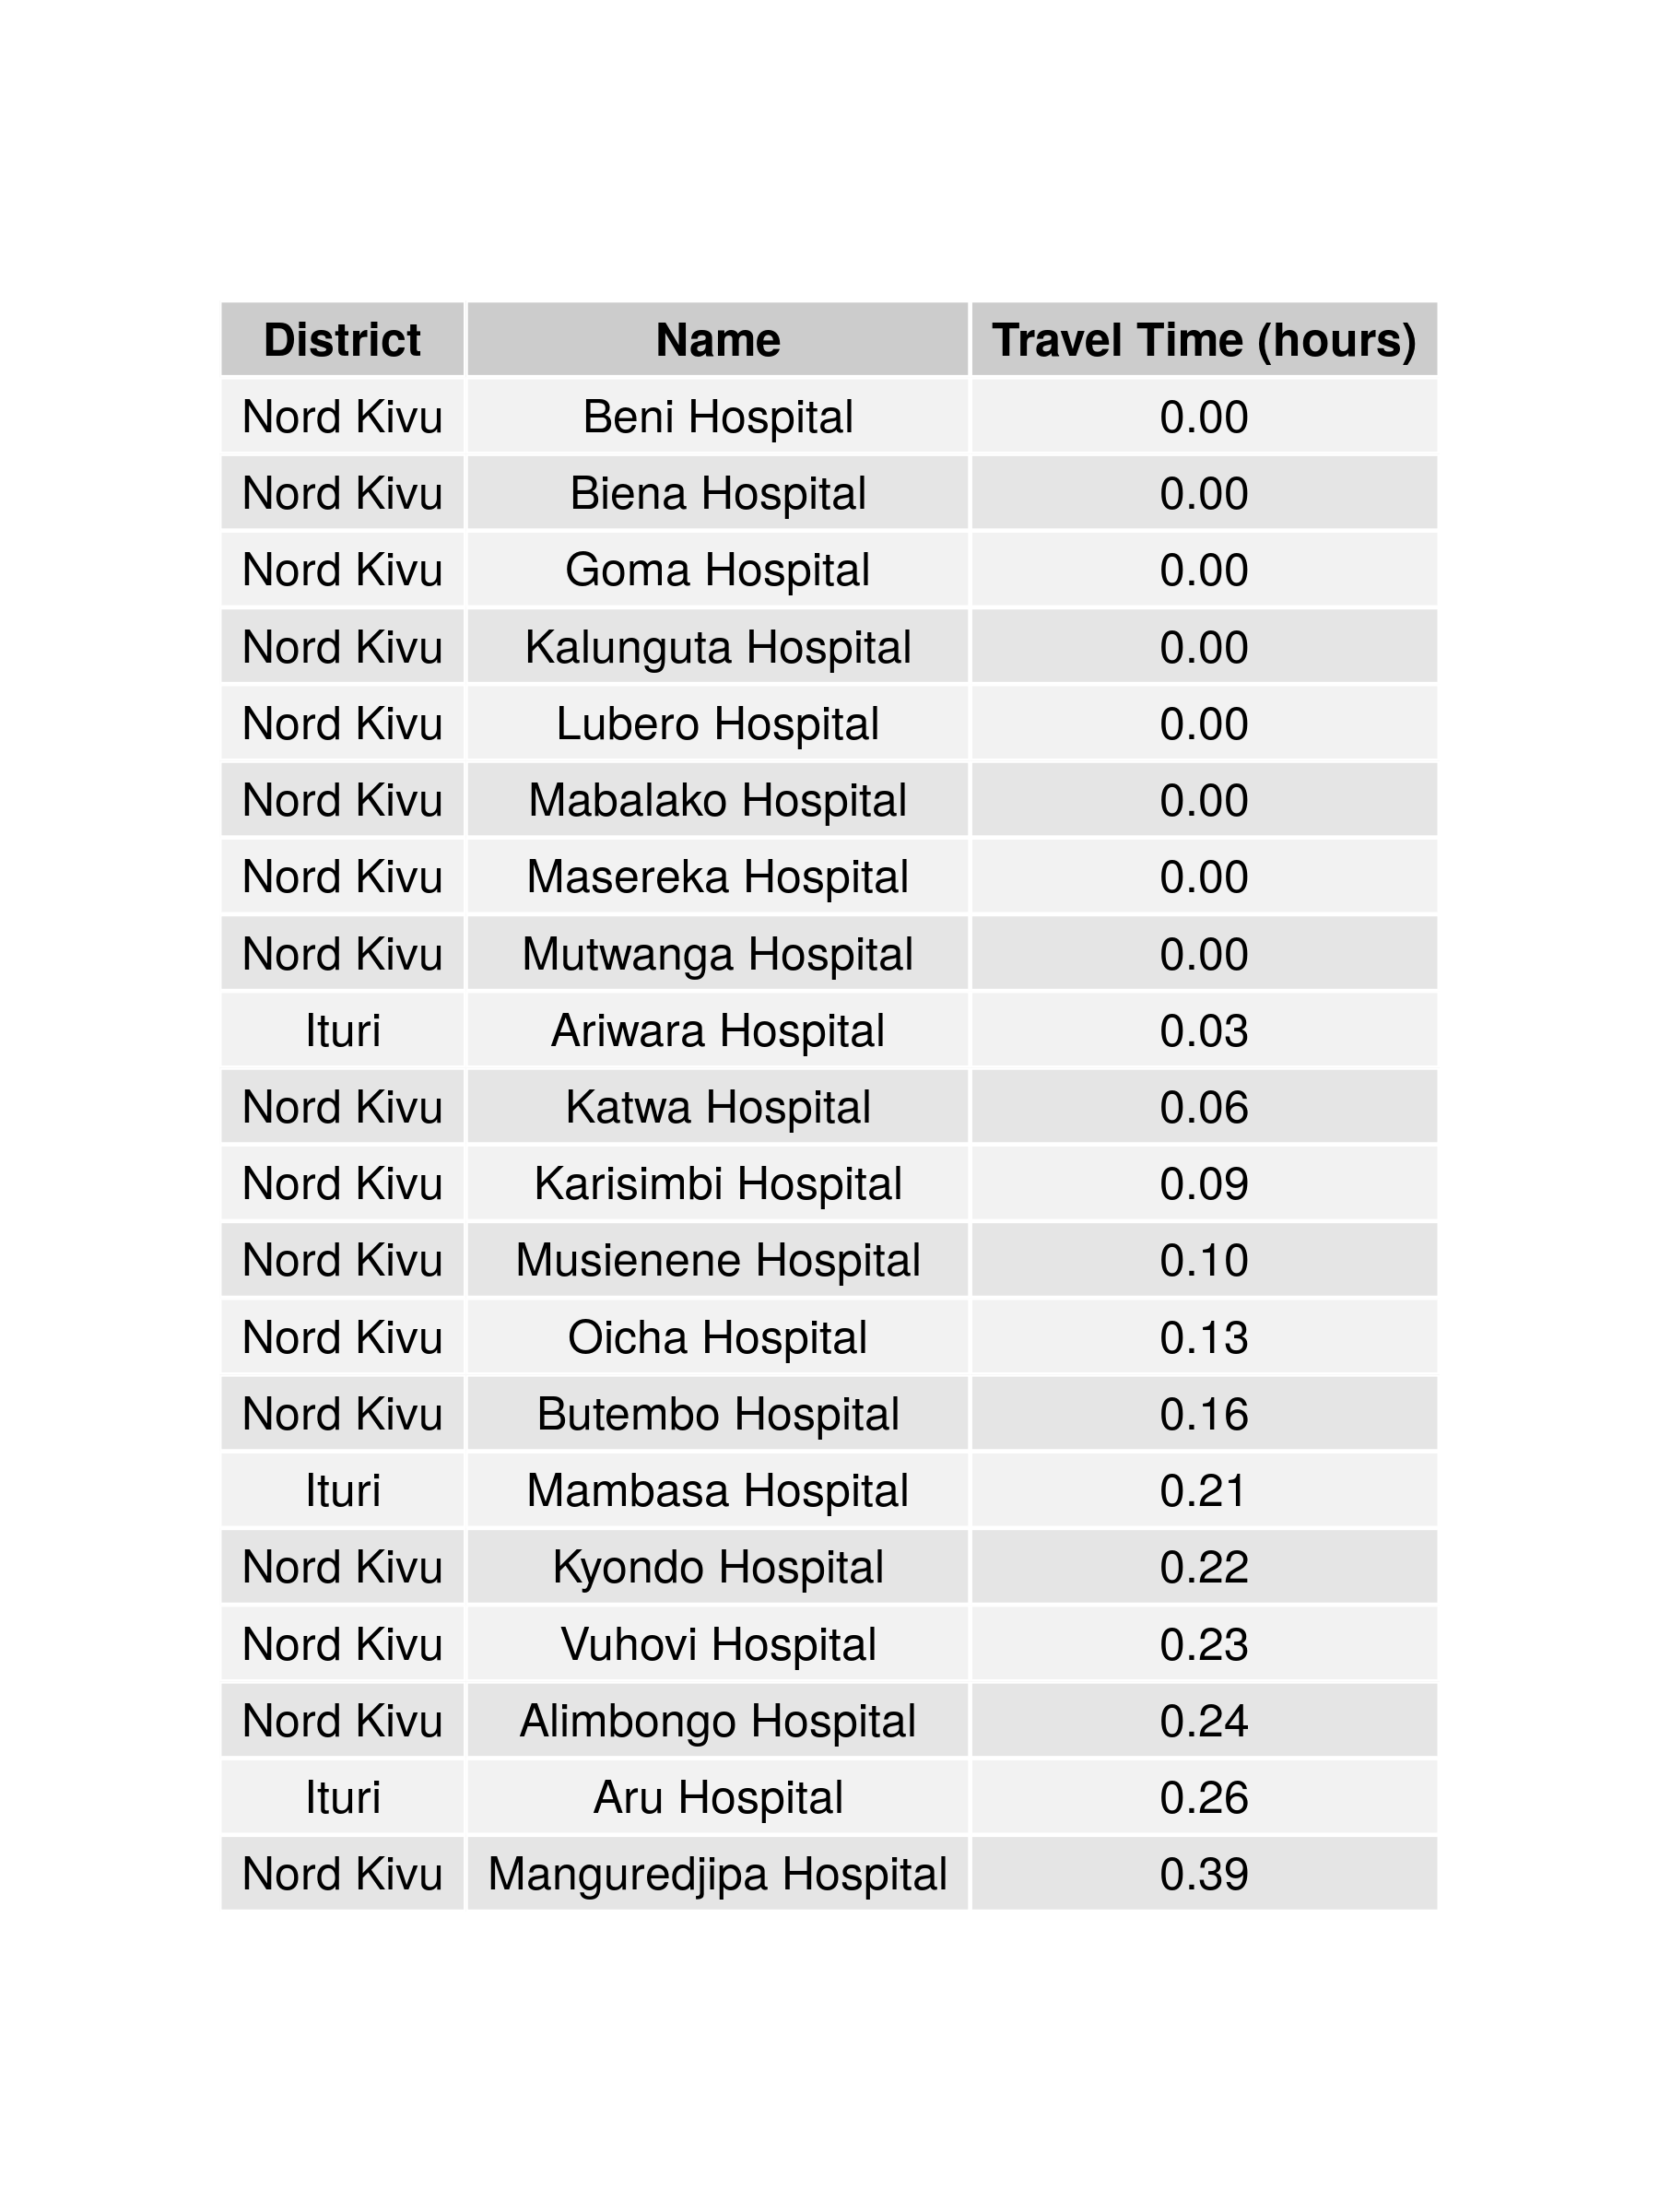 District Name Travel Time (hours)
Nord Kivu Beni Hospital 0.00
Nord Kivu Biena Hospital 0.00
Nord Kivu Goma Hospital 0.00
Nord Kivu Kalunguta Hospital 0.00
Nord Kivu Lubero Hospital 0.00
Nord Kivu Mabalako Hospital 0.00
Nord Kivu Masereka Hospital 0.00
Nord Kivu Mutwanga Hospital 0.00
Ituri Ariwara Hospital 0.03
Nord Kivu Katwa Hospital 0.06
Nord Kivu Karisimbi Hospital 0.09
Nord Kivu Musienene Hospital 0.10
Nord Kivu Oicha Hospital 0.13
Nord Kivu Butembo Hospital 0.16
Ituri Mambasa Hospital 0.21
Nord Kivu Kyondo Hospital 0.22
Nord Kivu Vuhovi Hospital 0.23
Nord Kivu Alimbongo Hospital 0.24
Ituri Aru Hospital 0.26
Nord Kivu Manguredjipa Hospital 0.39